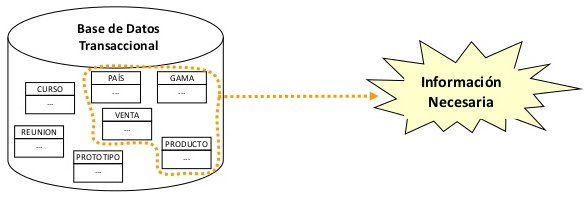 Base de Datos
Transaccional
PAÍS
...
GAMA
...
CURSO
...
VENTA
...
REUNION
...
PRODUCTO
...
PROTOTIPO
...
Información
Necesaria